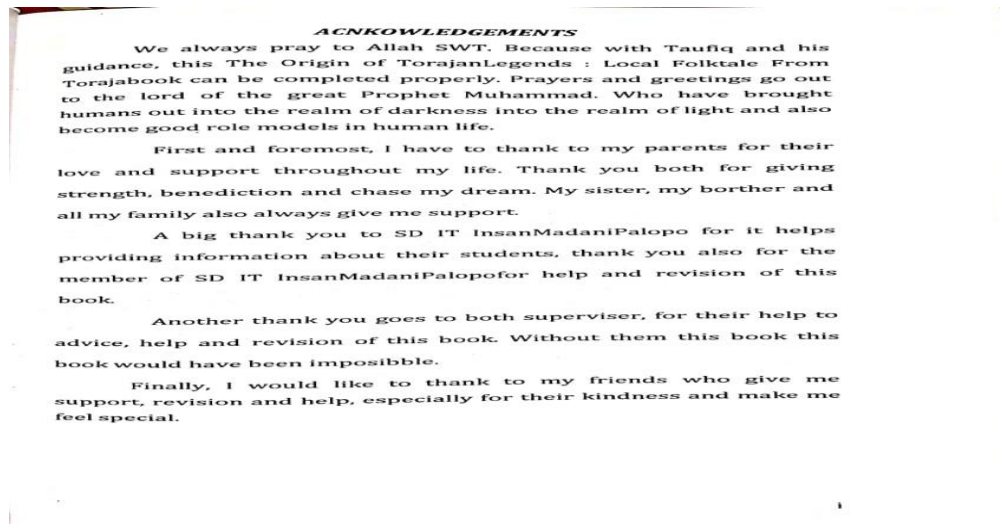 ACNKOWLEDGEMENTS
We always pray to Allah SWT. Because with Taufiq and his
guidance, this The Origin of TorajanLegends : Local Folktale From
Torajabook can be completed properly. Prayers and greetings go out
to the lord of the great Prophet Muhammad. Who have brought
humans out into the realm of darkness into the realm of light and also
become good role models in human life.
First and foremost, I have to thank to my parents for their
love and support throughout my life. Thank you both for giving
strength, benediction and chase my dream. My sister, my borther and
all my family also always give me support.
A big thank you to SD IT InsanMadaniPalopo for it helps
providing information about their students, thank you also for the
member of SD IT InsanMadaniPalopofor help and revision of this
book.
Another thank you goes to both superviser, for their help to
advice, help and revision of this book. Without them this book this
book would have been imposibble.
Finally, I would like to thank to my friends who give me
support, revision and help, especially for their kindness and make me
feel special.
i